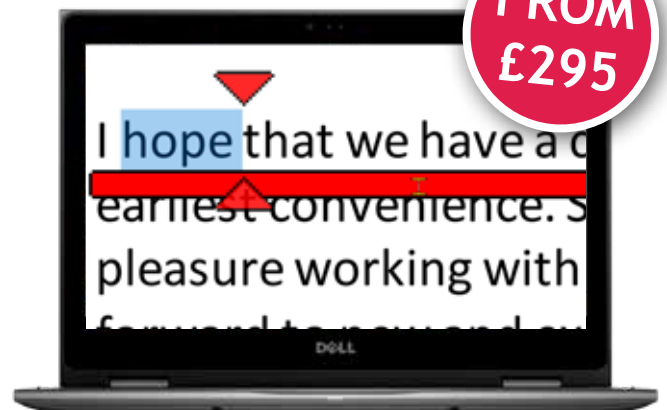 FROM
£295
I hope that we have a
earliest convenience. S
pleasure working with
DELL